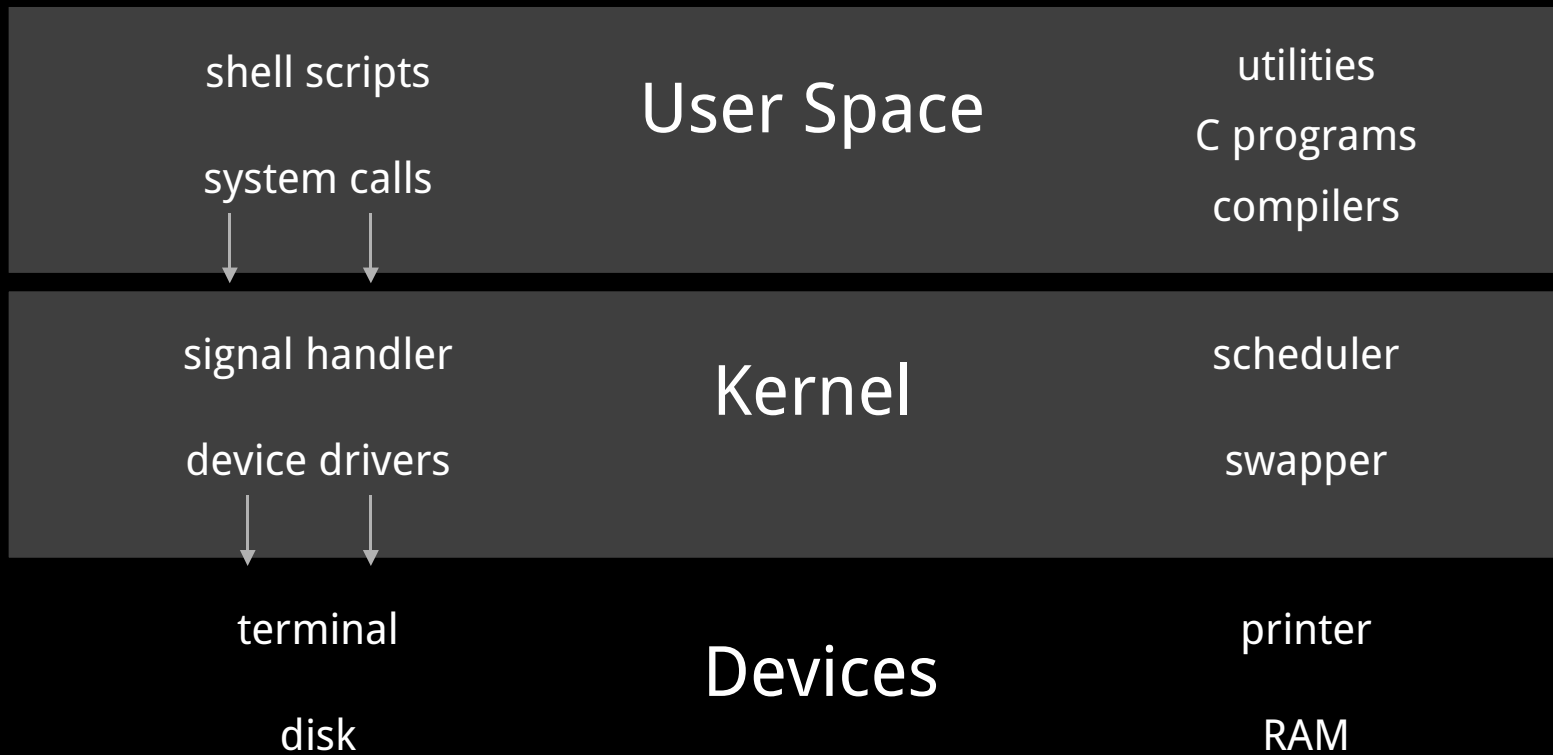 shell scripts
system calls
User Space
utilities
C programs
compilers
signal handler
device drivers
Kernel
scheduler
swapper
terminal
disk
Devices
printer
RAM